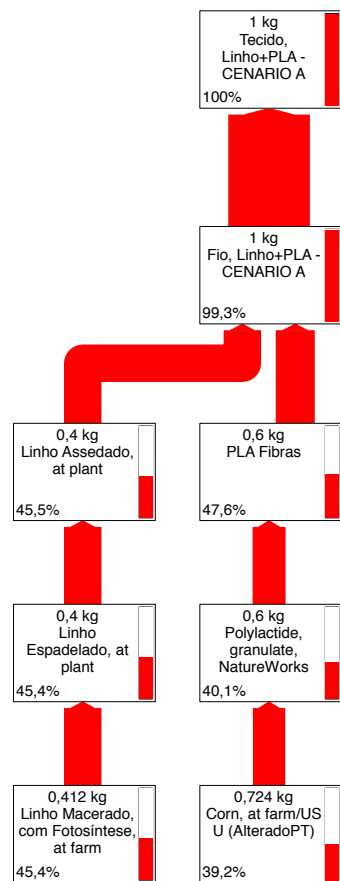 1 kg
Tecido,
Linho+PLA -
CENARIO A
100%
1 kg
Fio, Linho+PLA -
CENARIO A
99,3%
0,4 kg
Linho Assedado,
at plant
45,5%
0,6 kg
PLA Fibras
47,6%
0,4 kg
Linho
Espadelado, at
plant
45,4%
0,6 kg
Polylactide,
granulate,
NatureWorks
40,1%
0,412 kg
Linho Macerado,
com Fotosíntese,
at farm
45,4%
0,724 kg
Corn, at farm/US
U (AlteradoPT)
39,2%